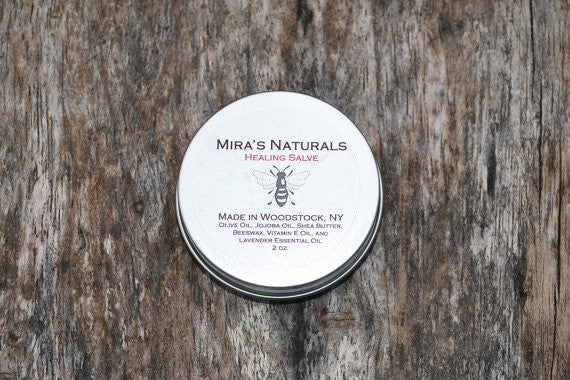 Mira's Naturals
Healing Salve
Made in Woodstock, NY
Olive Oil, Jojoba Oil, Shea Butter,
Beeswax, Vitamin E Oil, and
Lavender Essential Oil
2 oz.